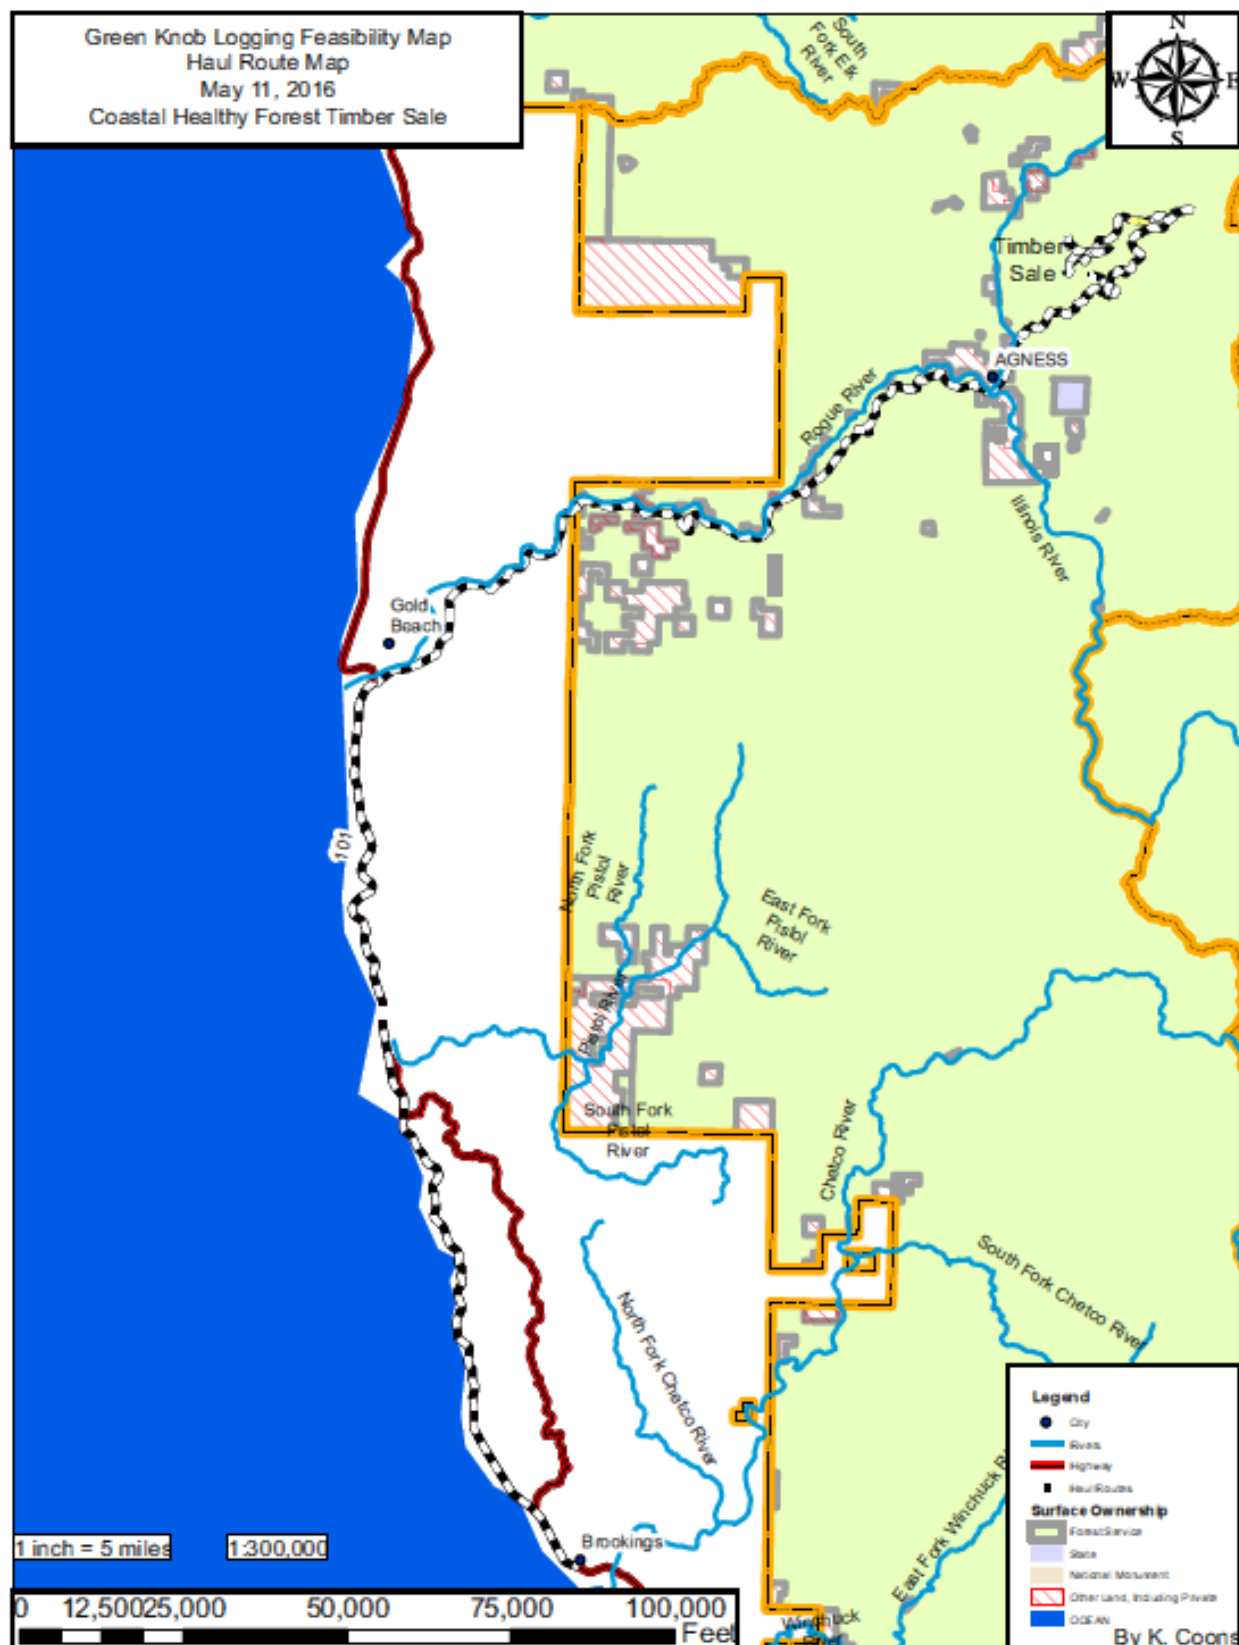 Green Knob Logging Feasibility Map
Haul Route Map
May 11, 2016
Coastal Healthy Forest Timber Sale
South
Fork Elk
River
N
W
E
S
Timber
Sale
AGNESS
Rogue River
Illinois River
Gold
Beach
101
North Fork
Pistol
River
East Fork
Pistol
River
Pistol River
South Fork
Pistol
River
Chetco River
South Fork Chetco River
North Fork Chetco River
East Fork Winchuck
Brookings
Winchuck
1 inch = 5 miles
1:300,000
0 12,500 25,000 50,000 75,000 100,000
Feet
Legend
City
Rivers
Highway
Haul Routes
Surface Ownership
Forest Service
State
National Monument
Other Land, Including Private
OCEAN
By K. Coons